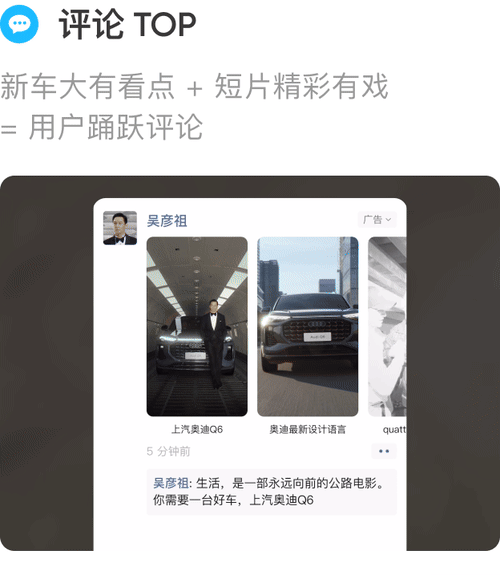 评论 TOP
新车大有看点 + 短片精彩有戏
= 用户踊跃评论
吴彦祖
广告
上汽奥迪Q6
奥迪最新设计语言
quatt
5 分钟前
吴彦祖: 生活，是一部永远向前的公路电影。
你需要一台好车，上汽奥迪Q6